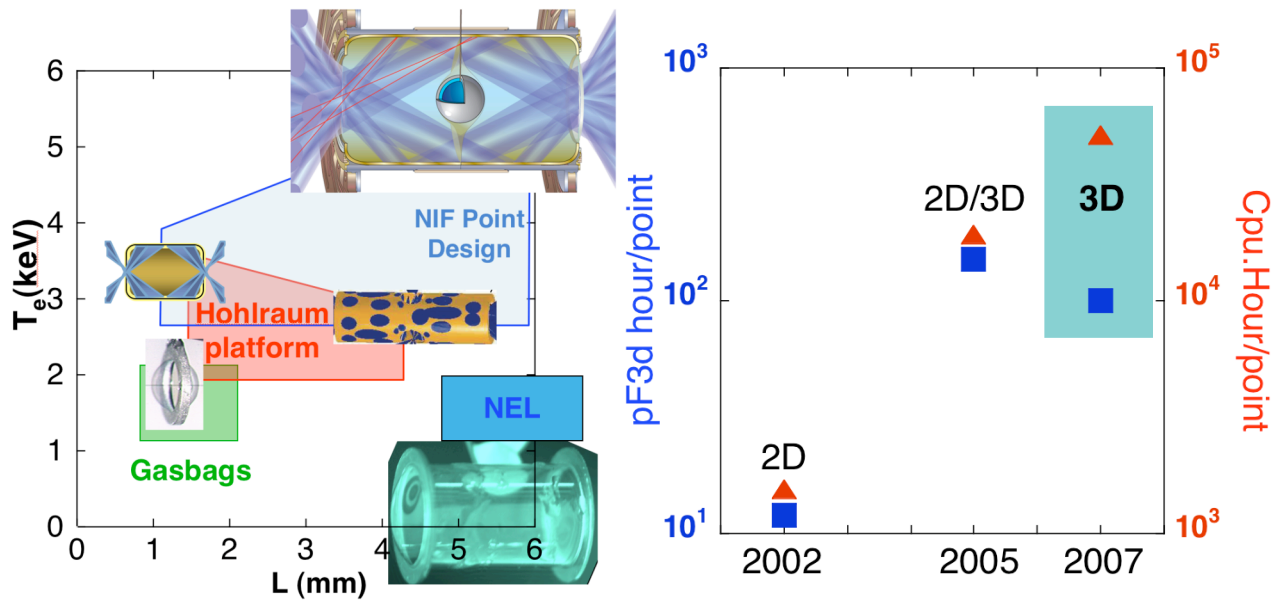 6
5
4
3
2
1
0
T_e(keV)
0
1
2
3
4
5
6
L (mm)
NIF Point
Design
Hohlraum
platform
NEL
Gasbags
10³
10²
10¹
pF3d hour/point
2D
2D/3D
3D
2002
2005
2007
10⁵
10⁴
10³
Cpu.Hour/point